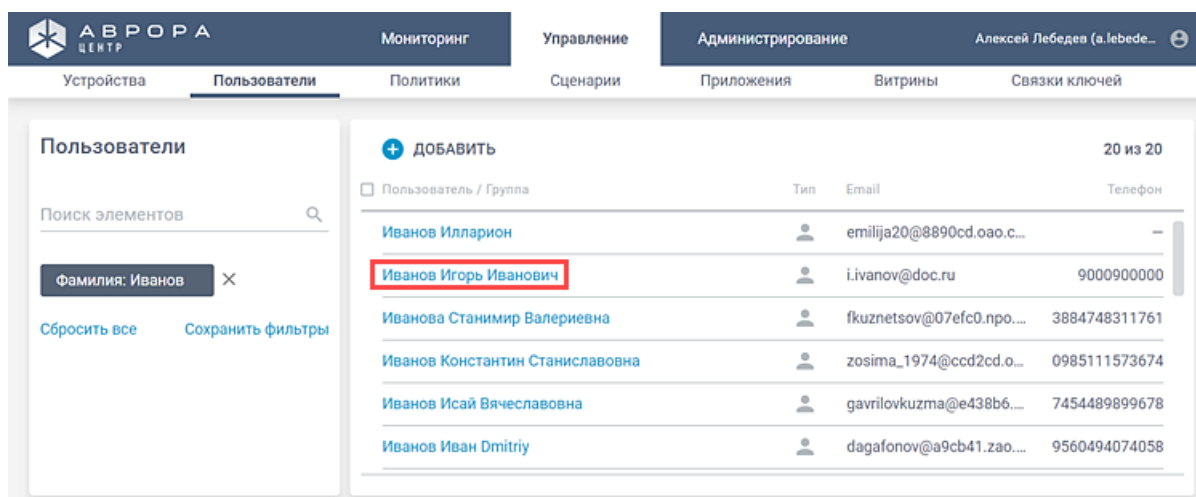 АВРОРА
ЦЕНТР
Мониторинг Управление Администрирование Алексей Лебедев (a.lebede...
Устройства Пользователи Политики Сценарии Приложения Витрины Связки ключей
Пользователи
Поиск элементов
Фамилия: Иванов
Сбросить все Сохранить фильтры
ДОБАВИТЬ 20 из 20
Пользователь / Группа Тип Email Телефон
Иванов Илларион emilija20@8890cd.oao.c... —
Иванов Игорь Иванович i.ivanov@doc.ru 9000900000
Иванова Станимир Валериевна fkuznetsov@07efc0.npo.... 3884748311761
Иванов Константин Станиславовна zosima_1974@ccd2cd.o... 0985111573674
Иванов Исай Вячеславовна gavrilovkuzma@e438b6.... 7454489899678
Иванов Иван Dmitriy dagafonov@a9cb41.zao.... 9560494074058